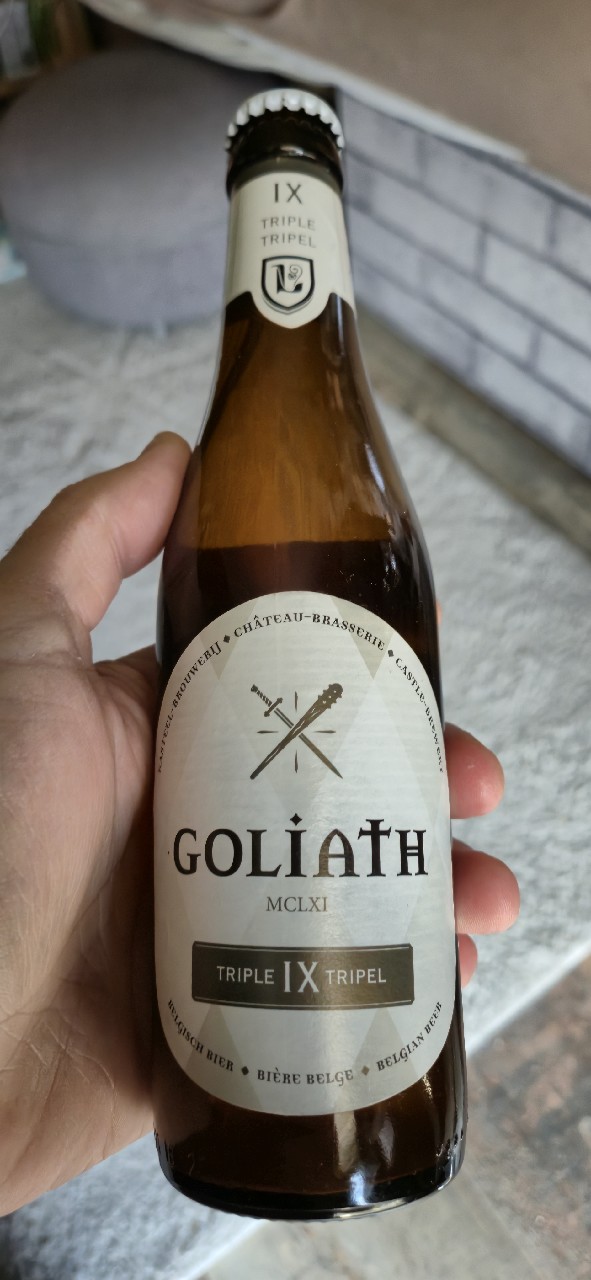 IX
TRIPLE
TRIPEL
L
KASTEEL-BROUWERIJ ◆ CHÂTEAU-BRASSERIE ◆ CASTLE-BREWERY
GOLIATH
MCLXI
TRIPLE IX TRIPEL
BELGISCH BIER ◆ BIÈRE BELGE ◆ BELGIAN BEER